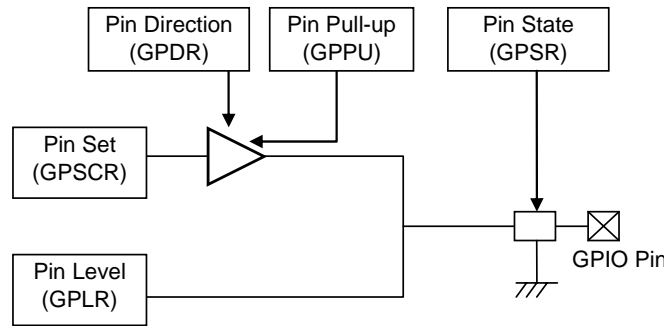 Pin Direction
(GPDR)
Pin Pull-up
(GPPU)
Pin State
(GPSR)
Pin Set
(GPSCR)
GPIO Pin
Pin Level
(GPLR)